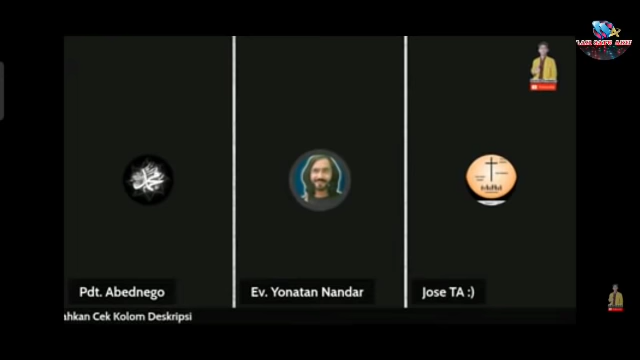 Pdt. Abednego
Ev. Yonatan Nandar
Jose TA :)
ahkan Cek Kolom Deskripsi